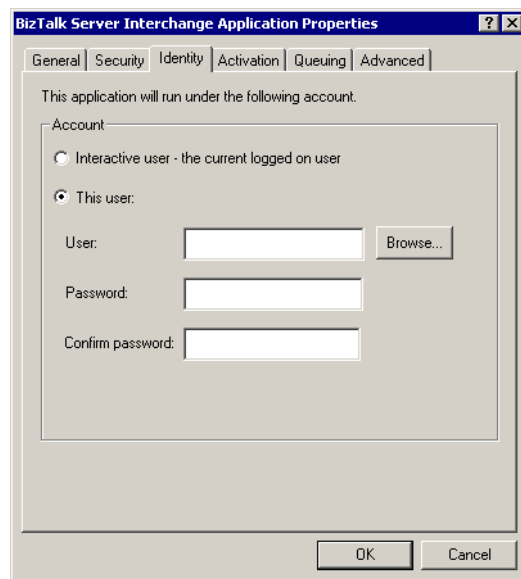 BizTalk Server Interchange Application Properties
General Security Identity Activation Queuing Advanced
This application will run under the following account.
Account
Interactive user - the current logged on user
This user:
User: Browse...
Password:
Confirm password:
OK Cancel